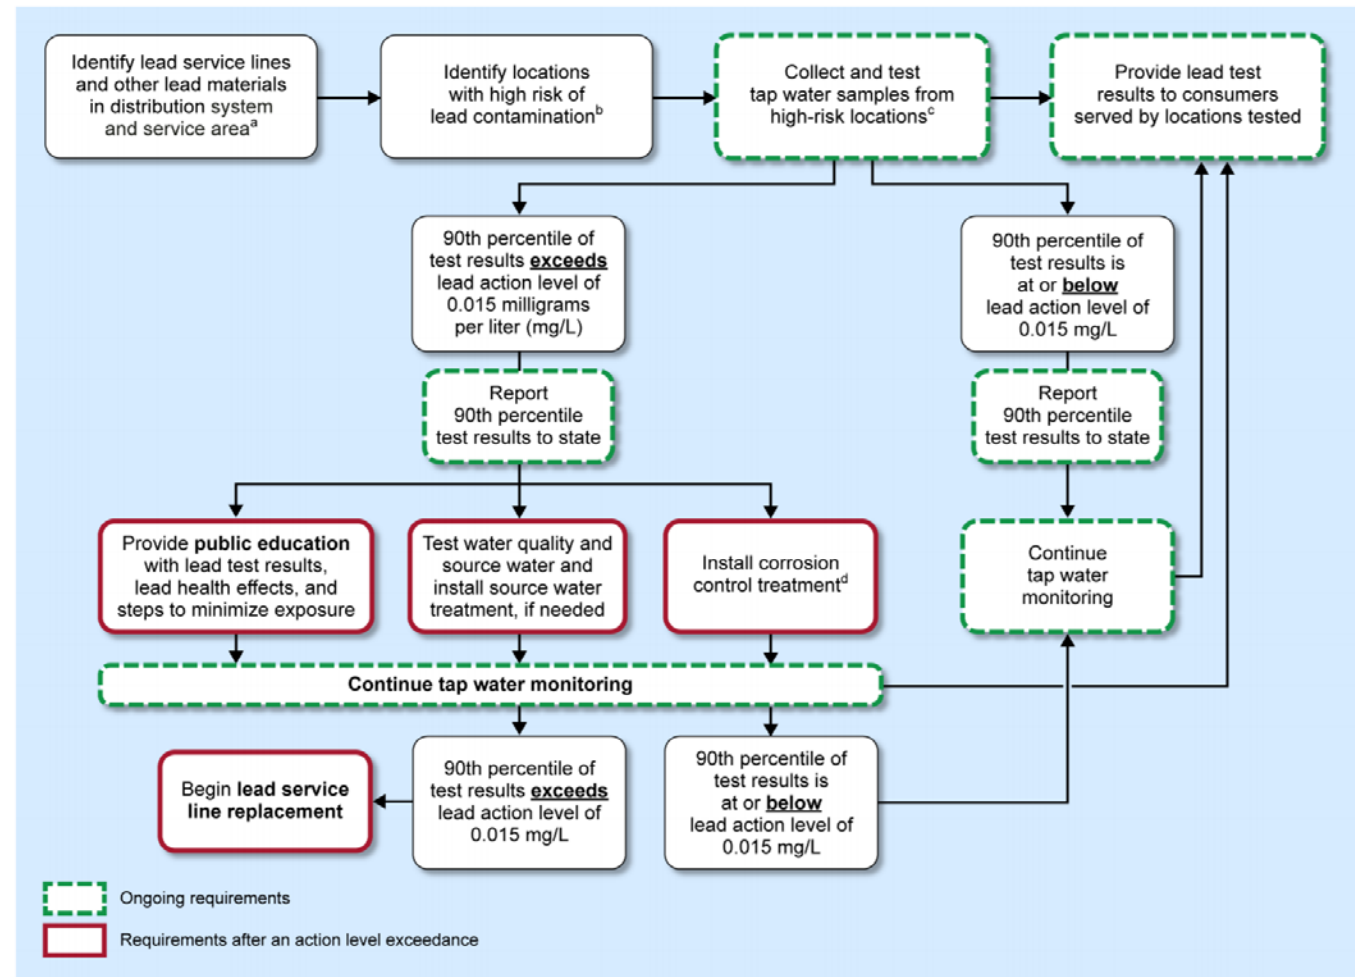 Identify lead service lines
and other lead materials
in distribution system
and service areaᵃ
Identify locations
with high risk of
lead contaminationᵇ
Collect and test
tap water samples from
high-risk locationsᶜ
Provide lead test
results to consumers
served by locations tested
90th percentile of
test results exceeds
lead action level of
0.015 milligrams
per liter (mg/L)
90th percentile of
test results is
at or below
lead action level of
0.015 mg/L
Report
90th percentile
test results to state
Report
90th percentile
test results to state
Provide public education
with lead test results,
lead health effects, and
steps to minimize exposure
Test water quality and
source water and
install source water
treatment, if needed
Install corrosion
control treatmentᵈ
Continue
tap water
monitoring
Continue tap water monitoring
Begin lead service
line replacement
90th percentile of
test results exceeds
lead action level of
0.015 mg/L
90th percentile of
test results is
at or below
lead action level of
0.015 mg/L
Ongoing requirements
Requirements after an action level exceedance